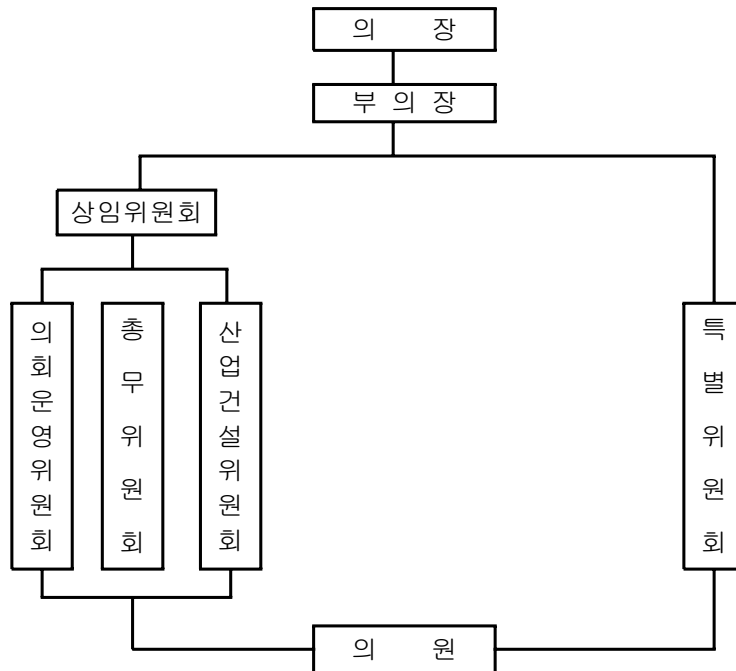 의 장
부 의 장
상임위원회
의회운영위원회
총무위원회
산업건설위원회
특별위원회
의 원